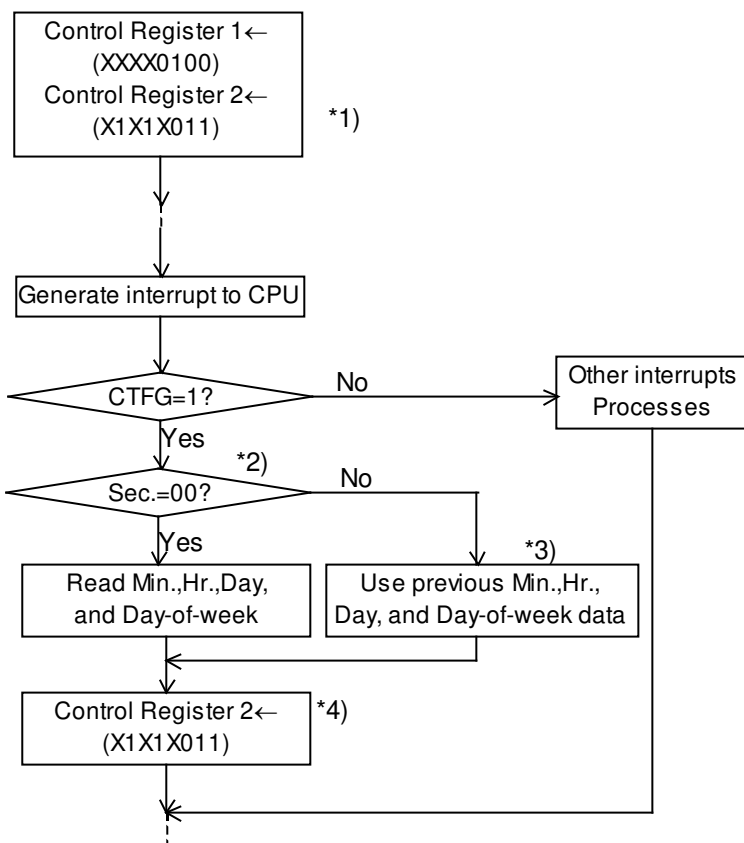 Control Register 1←
(XXXX0100)
Control Register 2←
(X1X1X011)
*1)
Generate interrupt to CPU
CTFG=1?
No
Other interrupts
Processes
Yes
*2)
Sec.=00?
No
Yes
*3)
Read Min.,Hr.,Day,
and Day-of-week
Use previous Min.,Hr.,
Day, and Day-of-week data
Control Register 2←
(X1X1X011)
*4)